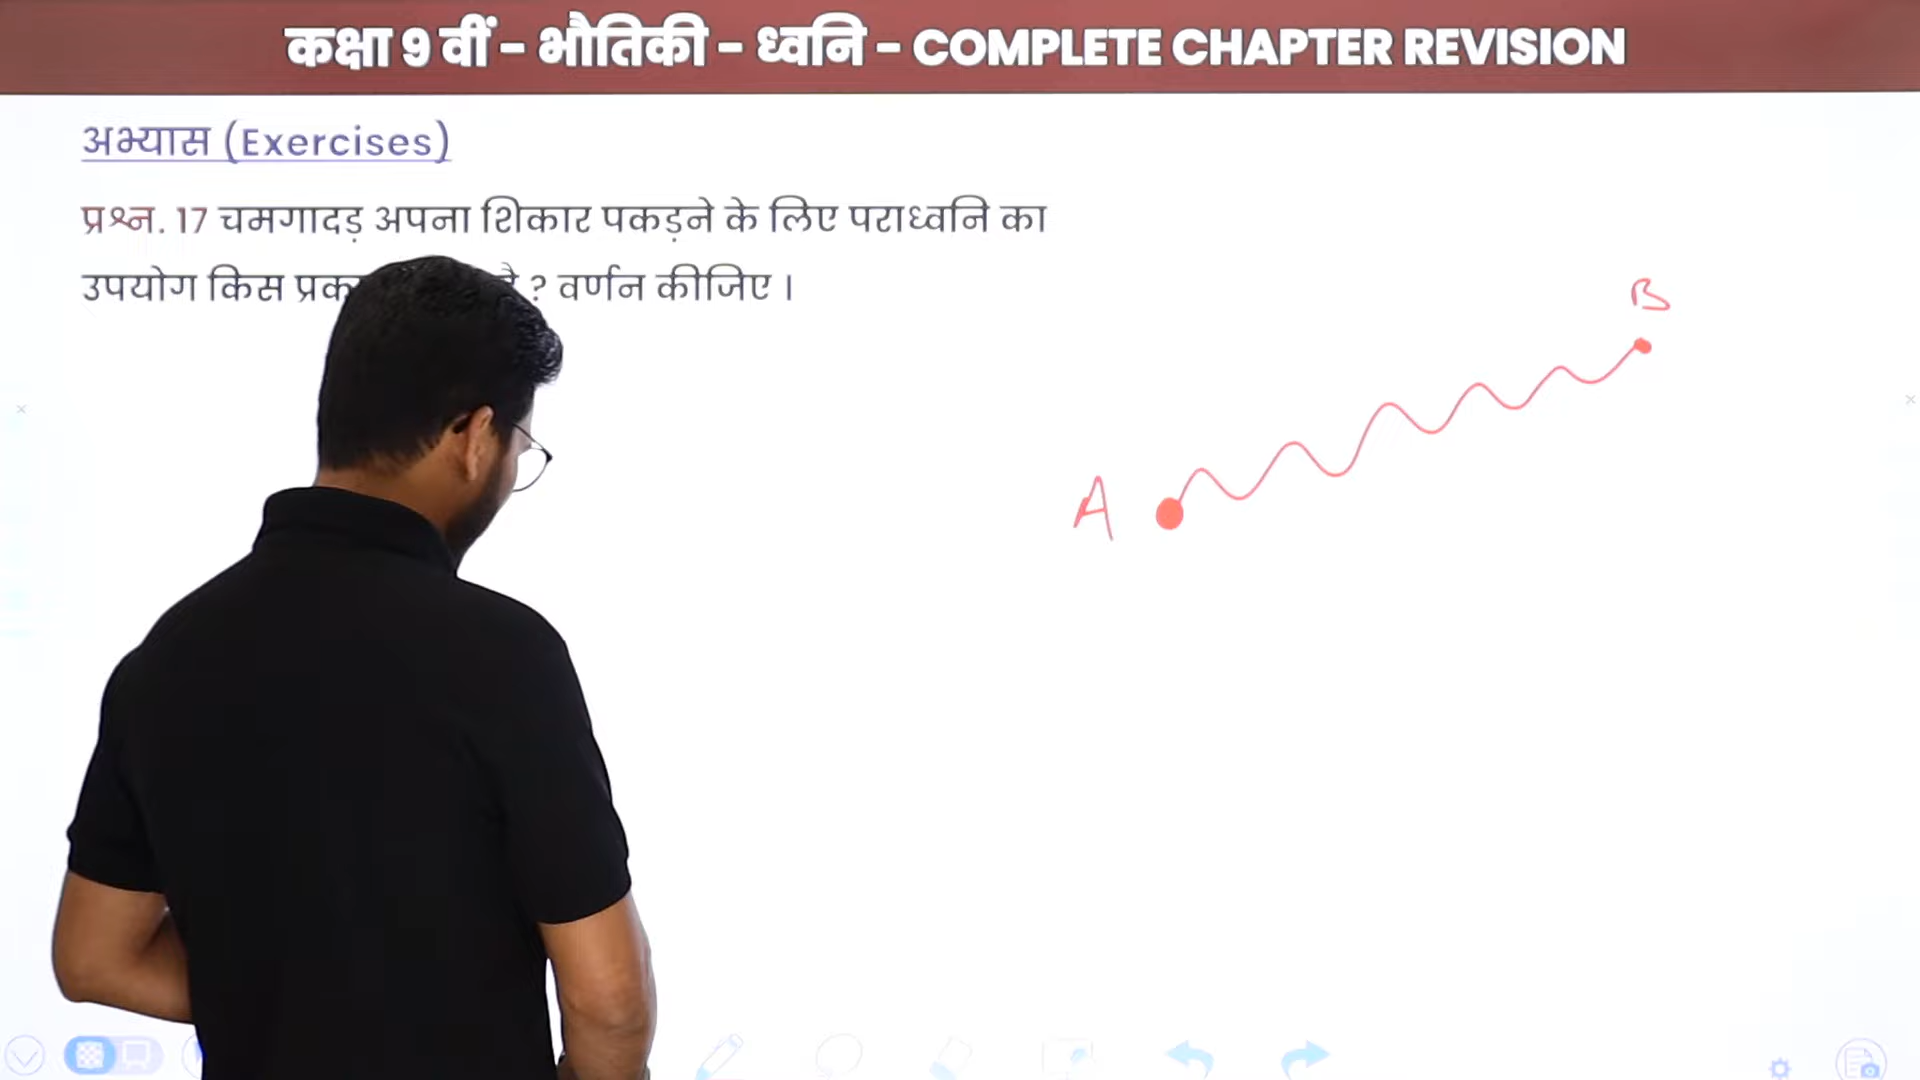 कक्षा 9 वीं - भौतिकी - ध्वनि - COMPLETE CHAPTER REVISION
अभ्यास (Exercises)
प्रश्न. 17 चमगादड़ अपना शिकार पकड़ने के लिए पराध्वनि का
उपयोग किस ? वर्णन कीजिए ।
B
A